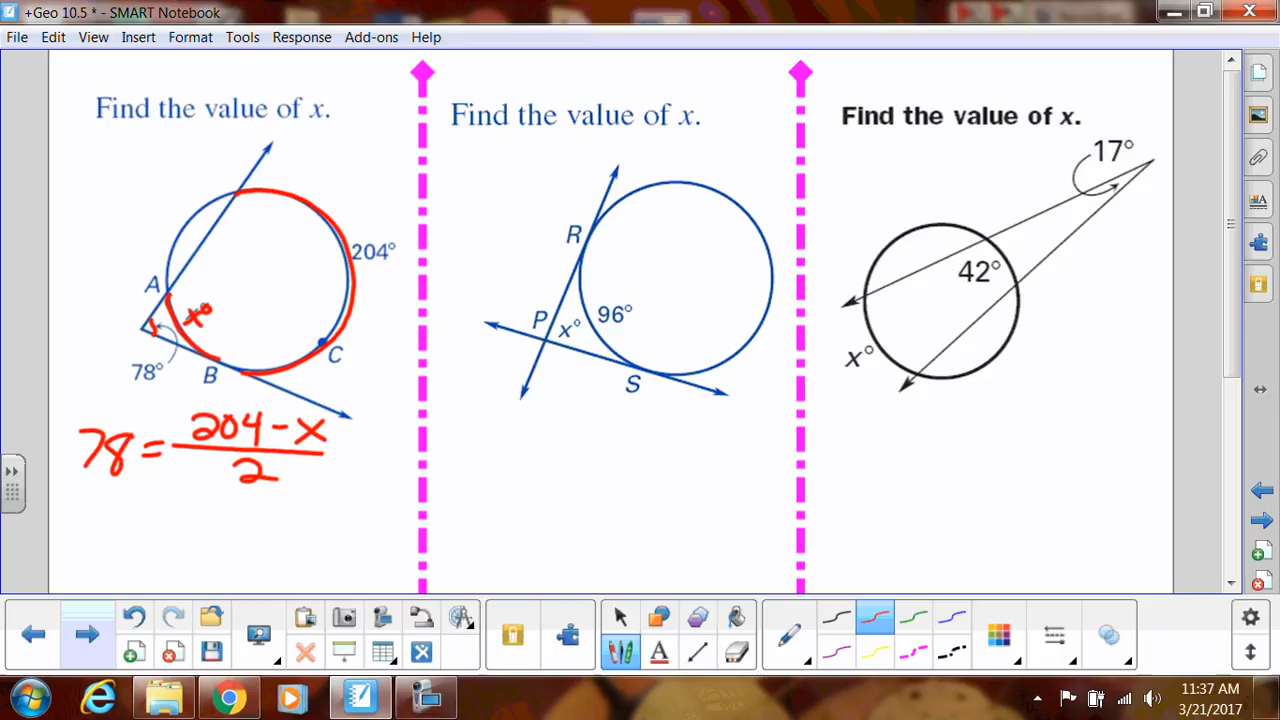 +Geo 10.5 * - SMART Notebook
File Edit View Insert Format Tools Response Add-ons Help
Find the value of x.
204°
A
x°
78°
B
C
78 = 204 - x
2
Find the value of x.
R
P
x°
96°
S
Find the value of x.
17°
42°
x°
A
11:37 AM
3/21/2017